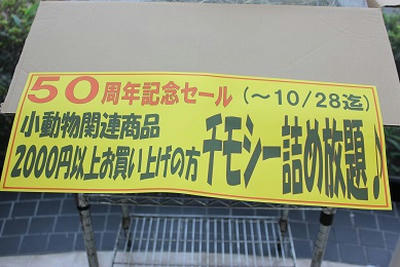 50周年記念セール（～10/28迄）
小動物関連商品
2000円以上お買い上げの方
チモシー詰め放題♪